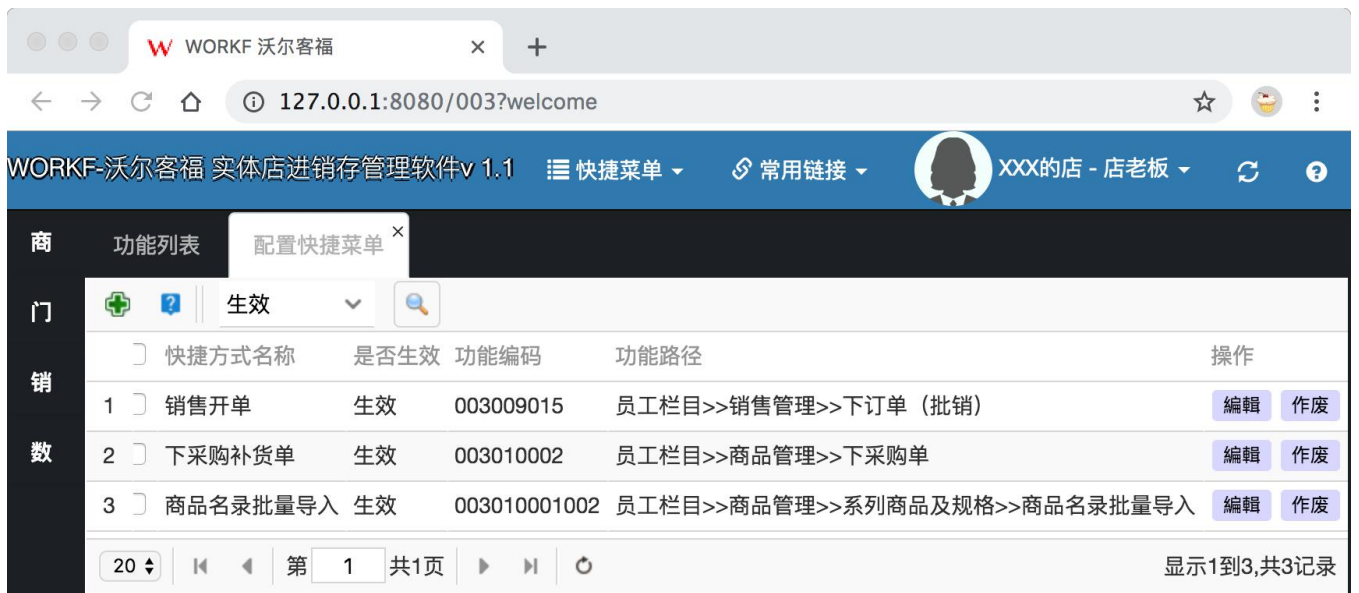 WORKF 沃尔客福
127.0.0.1:8080/003?welcome
WORKF-沃尔客福 实体店进销存管理软件v 1.1 快捷菜单 常用链接 XXX的店 - 店老板
商 功能列表 配置快捷菜单
门 生效
快捷方式名称 是否生效 功能编码 功能路径 操作
销
1 销售开单 生效 003009015 员工栏目>>销售管理>>下订单（批销） 編輯 作废
数
2 下采购补货单 生效 003010002 员工栏目>>商品管理>>下采购单 編輯 作废
3 商品名录批量导入 生效 003010001002 员工栏目>>商品管理>>系列商品及规格>>商品名录批量导入 編輯 作废
20 第 1 共1页 显示1到3,共3记录